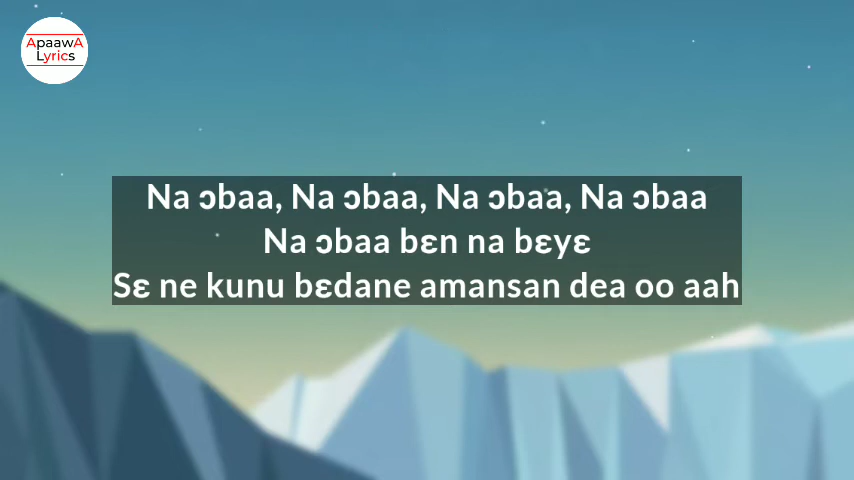 ApaawA
Lyrics
Na ɔbaa, Na ɔbaa, Na ɔbaa, Na ɔbaa
Na ɔbaa bɛn na bɛyɛ
Sɛ ne kunu bɛdane amansan dea oo aah